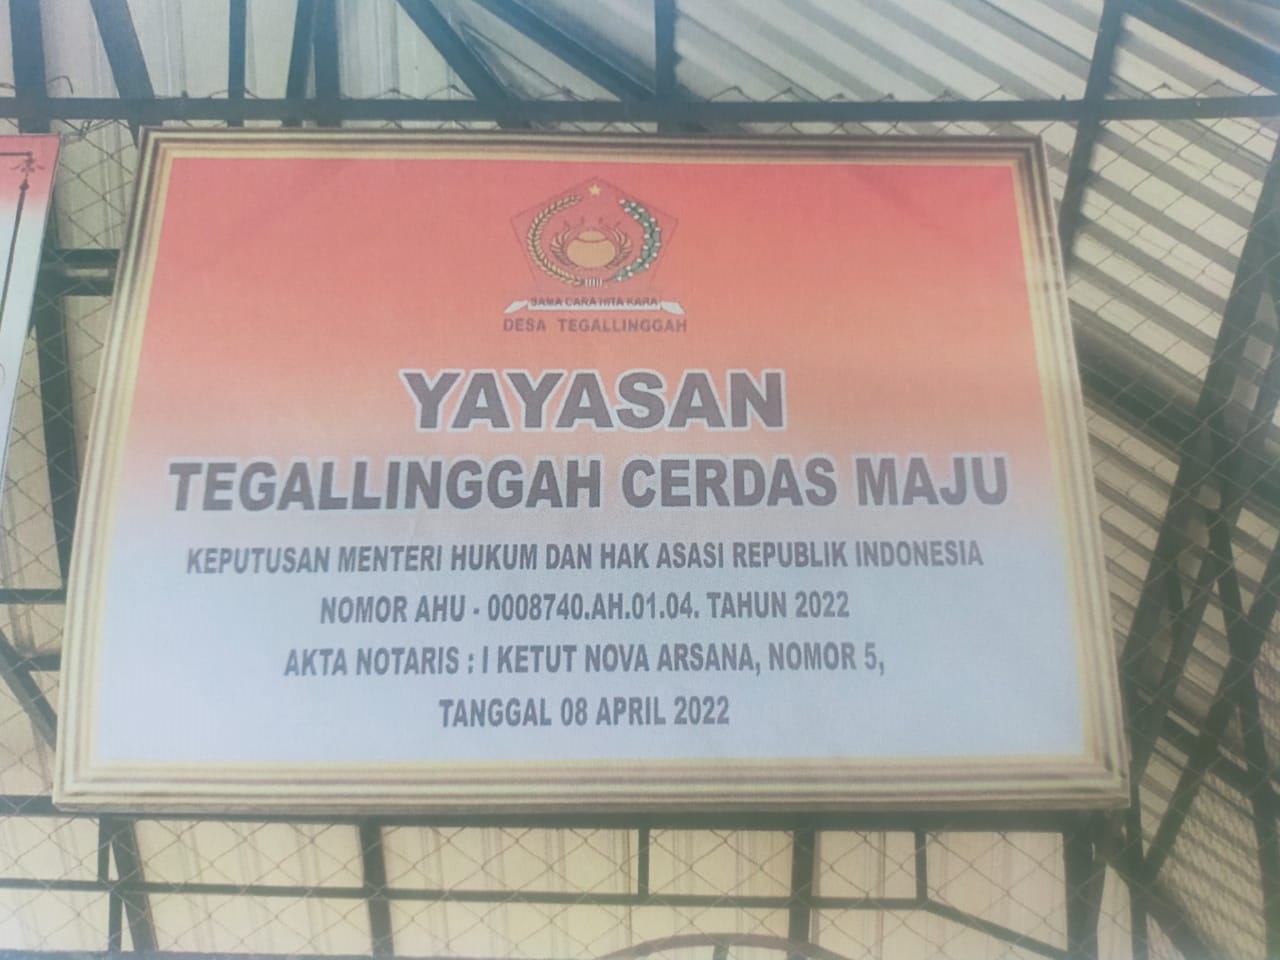 SAMA CARA HITA KARA
DESA TEGALLINGGAH
YAYASAN
TEGALLINGGAH CERDAS MAJU
KEPUTUSAN MENTERI HUKUM DAN HAK ASASI REPUBLIK INDONESIA
NOMOR AHU - 0008740.AH.01.04. TAHUN 2022
AKTA NOTARIS : I KETUT NOVA ARSANA, NOMOR 5,
TANGGAL 08 APRIL 2022